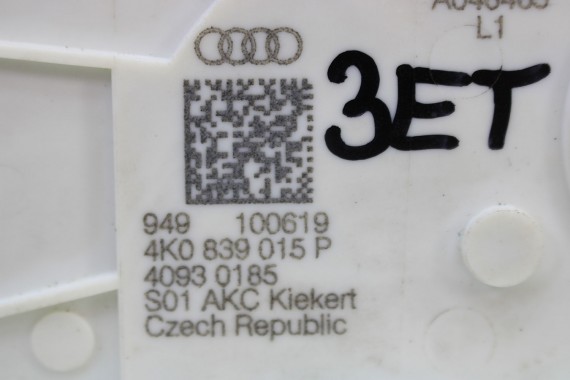 L1
3ET
949 100619
4K0 839 015 P
4093 0185
S01 AKC Kiekert
Czech Republic